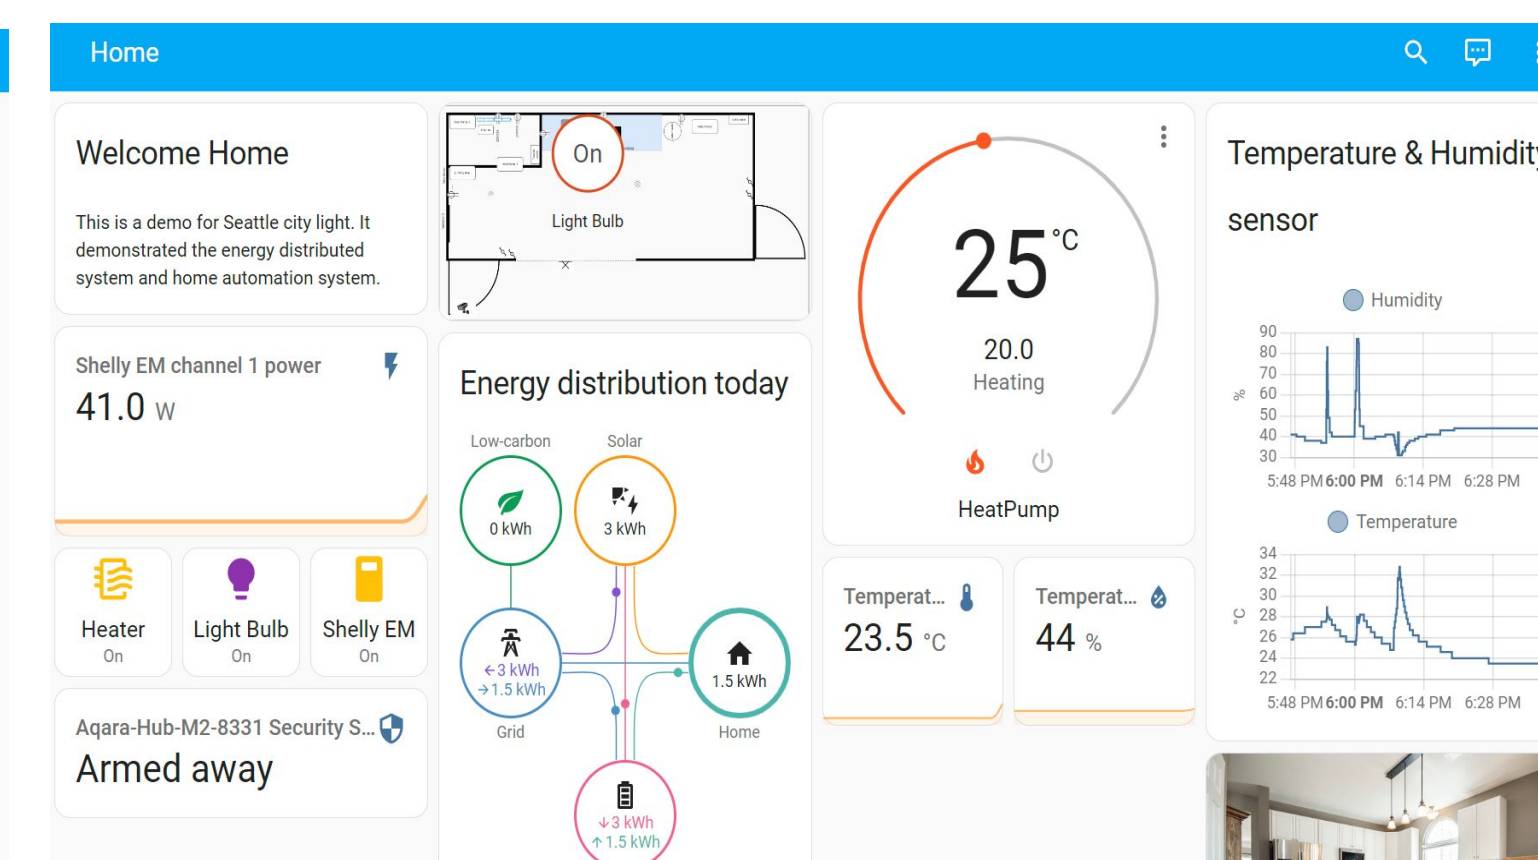 Home
Welcome Home
This is a demo for Seattle city light. It
demonstrated the energy distributed
system and home automation system.
Shelly EM channel 1 power
41.0 W
Heater
On
Light Bulb
On
Shelly EM
On
Aqara-Hub-M2-8331 Security S...
Armed away
On
Light Bulb
Energy distribution today
Low-carbon
Solar
0 kWh
3 kWh
←3 kWh
→1.5 kWh
1.5 kWh
Grid
Home
↓3 kWh
↑1.5 kWh
25 °C
20.0
Heating
HeatPump
Temperat...
23.5 °C
Temperat...
44 %
Temperature & Humidity
sensor
Humidity
90
80
70
60
50
40
30
%
5:48 PM 6:00 PM 6:14 PM 6:28 PM
Temperature
34
32
30
28
26
24
22
°C
5:48 PM 6:00 PM 6:14 PM 6:28 PM